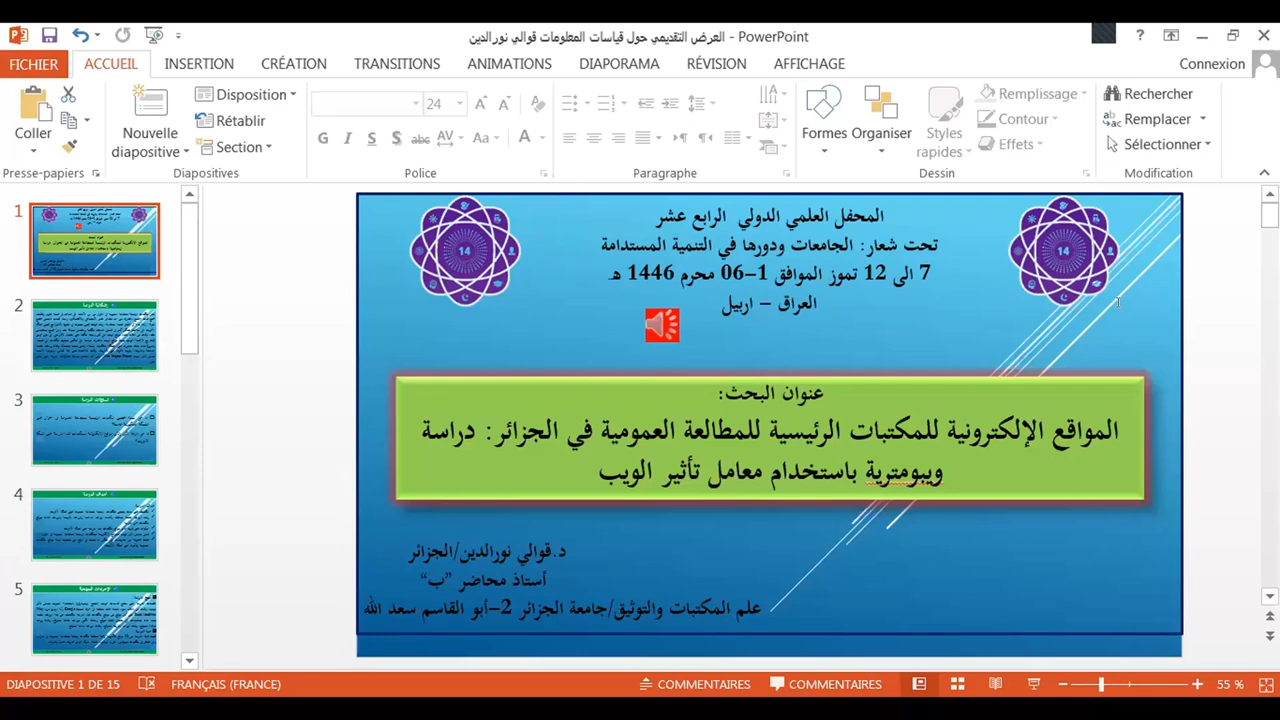 العرض التقديمي حول قياسات المعلومات قوالي نورالدين - PowerPoint
FICHIER ACCUEIL INSERTION CRÉATION TRANSITIONS ANIMATIONS DIAPORAMA RÉVISION AFFICHAGE Connexion
Coller
Nouvelle diapositive
Disposition
Rétablir
Section
24
G I S S abc AV Aa A
Formes
Organiser
Styles rapides
Remplissage
Contour
Effets
Rechercher
Remplacer
Sélectionner
Presse-papiers Diapositives Police Paragraphe Dessin Modification
1
2
3
4
5
المحفل العلمي الدولي الرابع عشر
تحت شعار: الجامعات ودورها في التنمية المستدامة
7 الى 12 تموز الموافق 1-06 محرم 1446 هـ
العراق – اربيل
14
14
عنوان البحث:
المواقع الإلكترونية للمكتبات الرئيسية للمطالعة العمومية في الجزائر: دراسة
ويبومترية باستخدام معامل تأثير الويب
د.قوالي نورالدين/الجزائر
أستاذ محاضر "ب"
علم المكتبات والتوثيق/جامعة الجزائر 2-أبو القاسم سعد الله
DIAPOSITIVE 1 DE 15 FRANÇAIS (FRANCE) COMMENTAIRES COMMENTAIRES 55 %